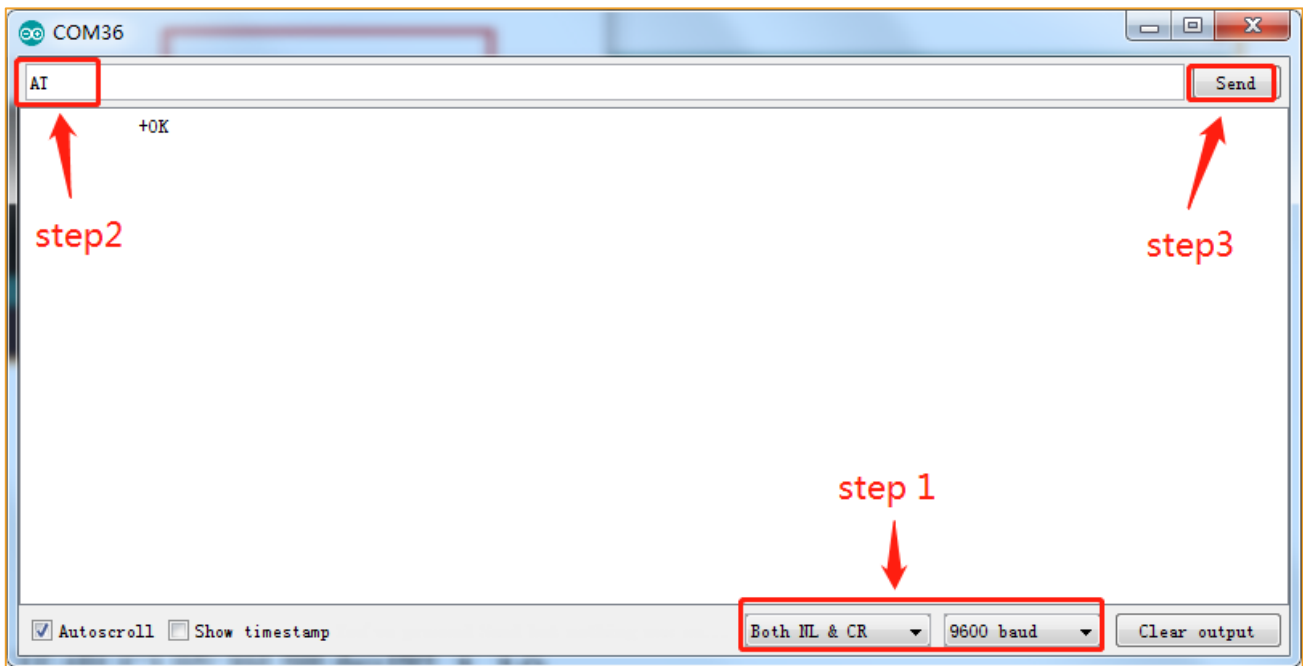 COM36
AI
Send
+OK
step2
step3
step 1
Autoscroll Show timestamp Both NL & CR 9600 baud Clear output